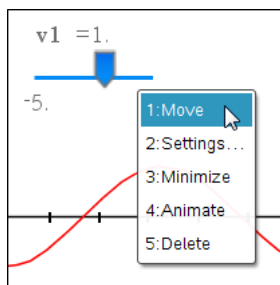 v1 =1.
-5.
1:Move
2:Settings...
3:Minimize
4:Animate
5:Delete